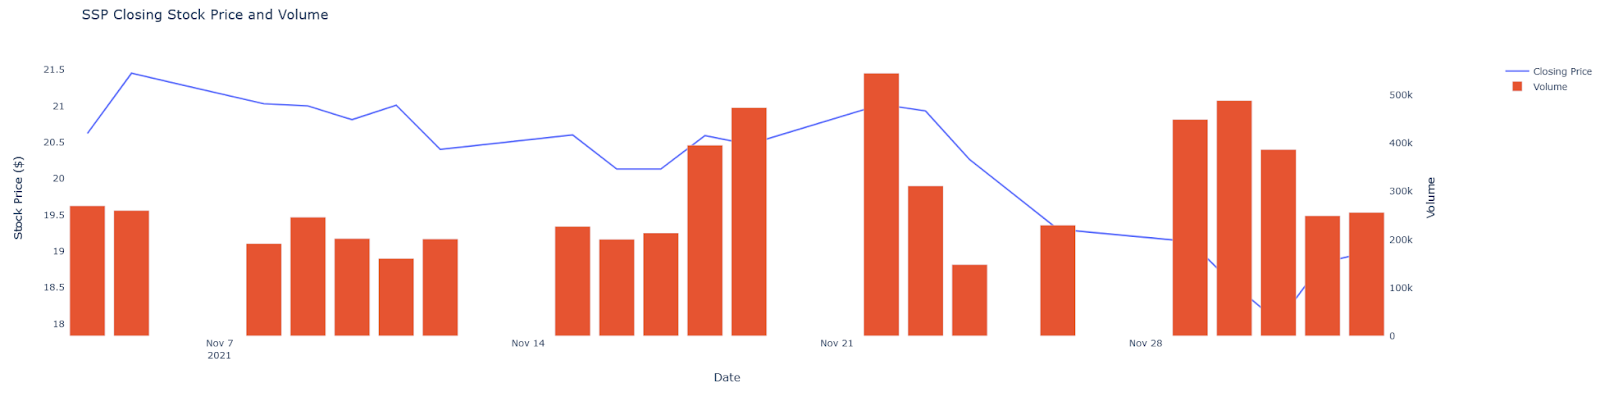 SSP Closing Stock Price and Volume
Closing Price
Volume
21.5
21
20.5
20
19.5
19
18.5
18
Stock Price ($)
500k
400k
300k
200k
100k
0
Volume
Nov 7
2021
Nov 14
Nov 21
Nov 28
Date